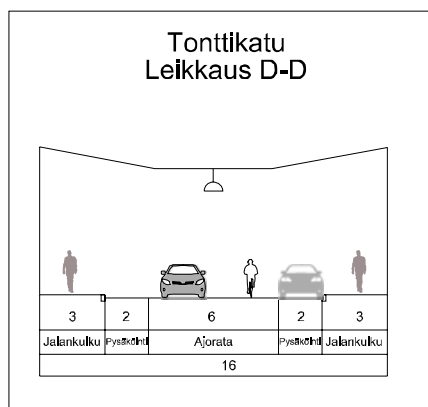 Tonttikatu
Leikkaus D-D
3 2 6 2 3
Jalankulku Pysäköinti Ajorata Pysäköinti Jalankulku
16